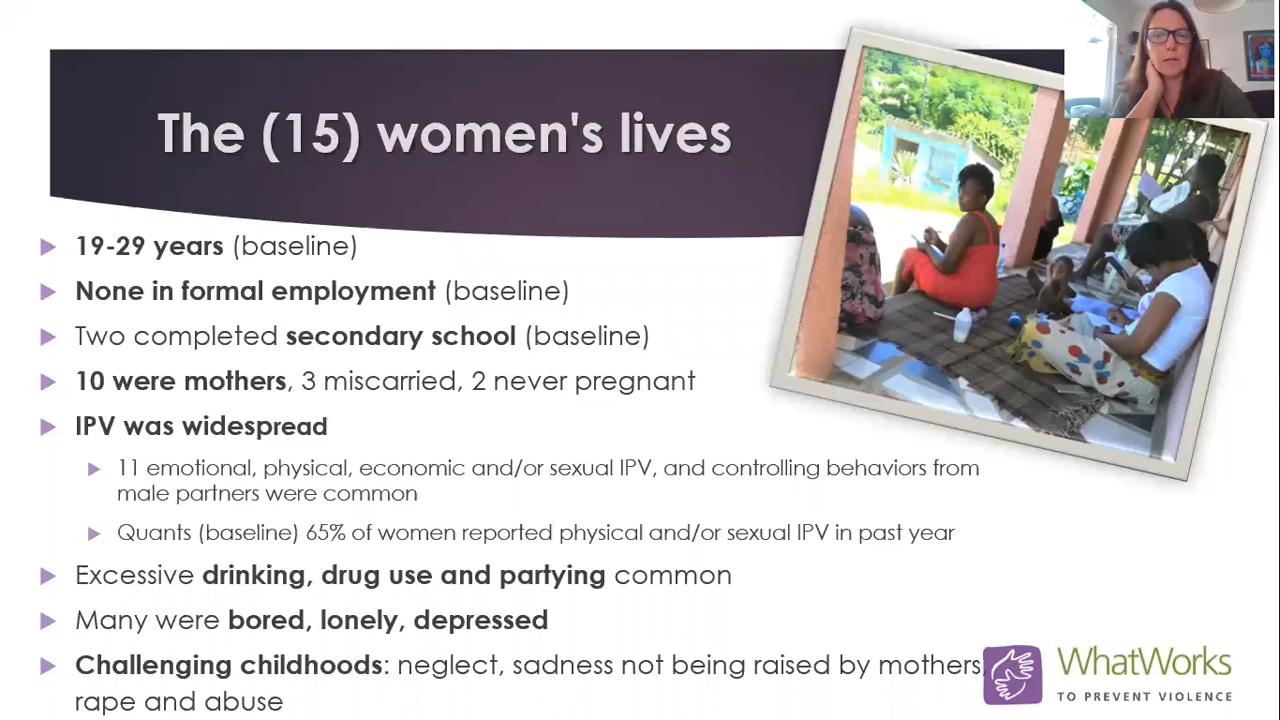 The (15) women's lives
19-29 years (baseline)
None in formal employment (baseline)
Two completed secondary school (baseline)
10 were mothers, 3 miscarried, 2 never pregnant
IPV was widespread
11 emotional, physical, economic and/or sexual IPV, and controlling behaviors from
male partners were common
Quants (baseline) 65% of women reported physical and/or sexual IPV in past year
Excessive drinking, drug use and partying common
Many were bored, lonely, depressed
Challenging childhoods: neglect, sadness not being raised by mothers,
rape and abuse
WhatWorks
TO PREVENT VIOLENCE